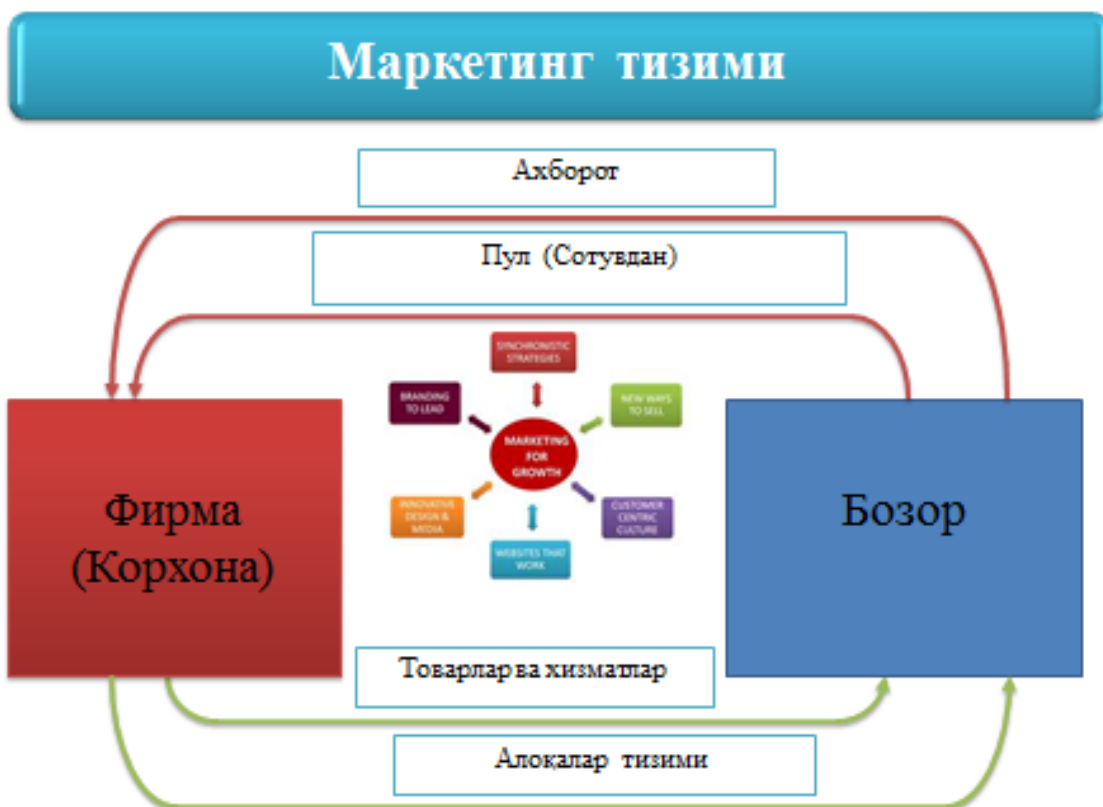 Маркетинг тизими
Ахборот
Пул (Сотувдан)
SYNCHRONISTIC
STRATEGIES
BRANDING
TO LEAD
NEW WAYS
TO SELL
MARKETING
FOR
GROWTH
Фирма
(Корхона)
Бозор
INNOVATIVE
DESIGN &
MEDIA
CUSTOMER
CENTRIC
CULTURE
WEBSITES THAT
WORK
Товарлар ва хизматлар
Алоқалар тизими